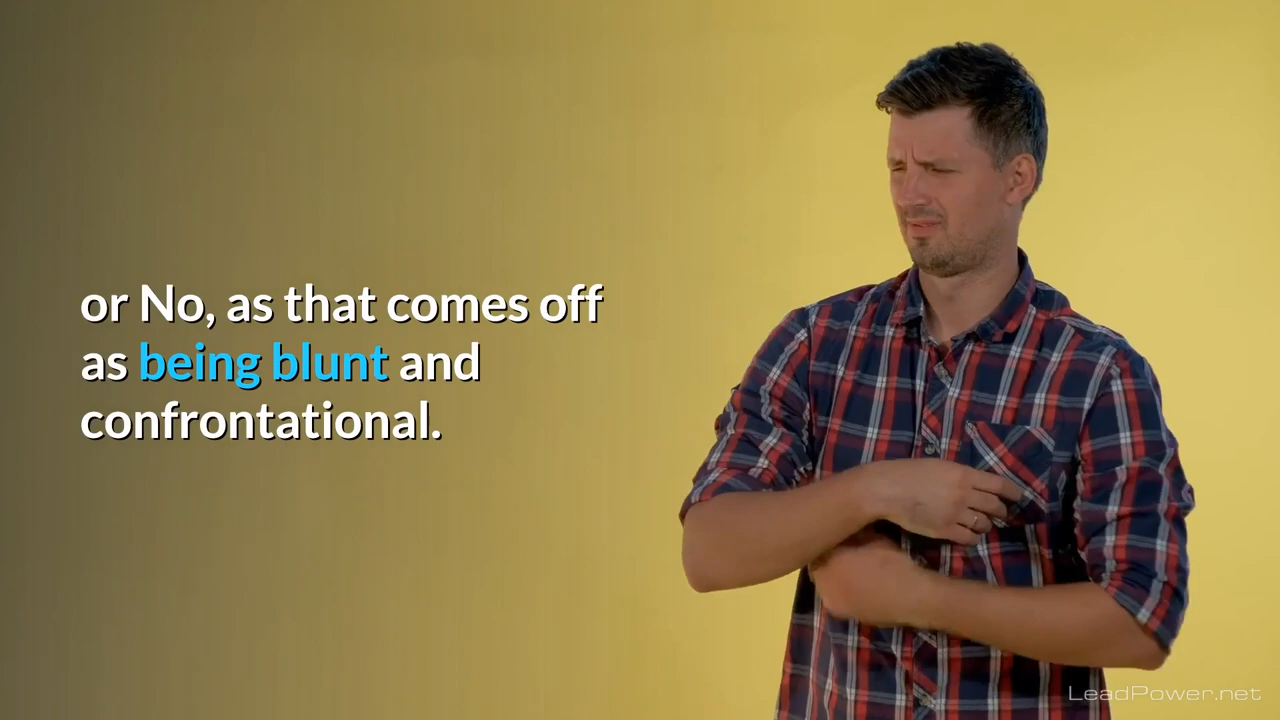 or No, as that comes off
as being blunt and
confrontational.
LeadPower.net